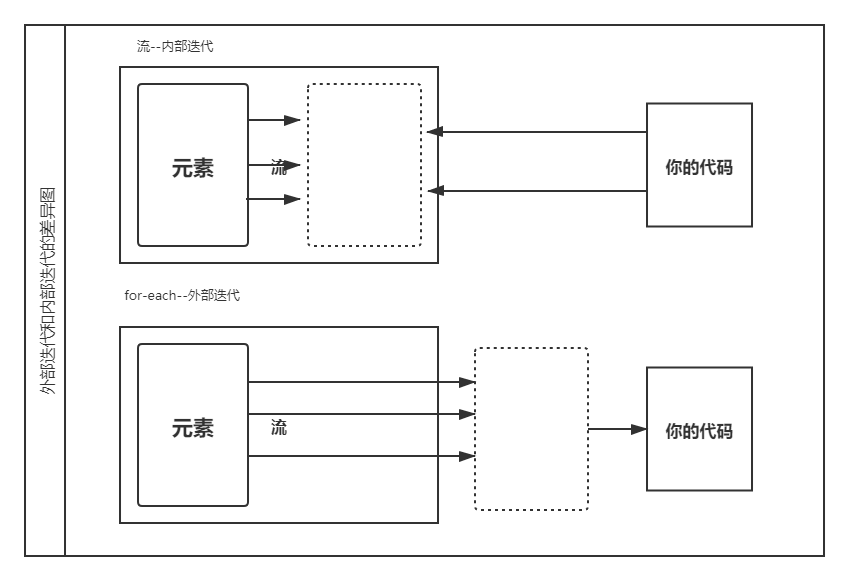 外部迭代和内部迭代的差异图
流--内部迭代
元素
流
你的代码
for-each--外部迭代
元素
流
你的代码